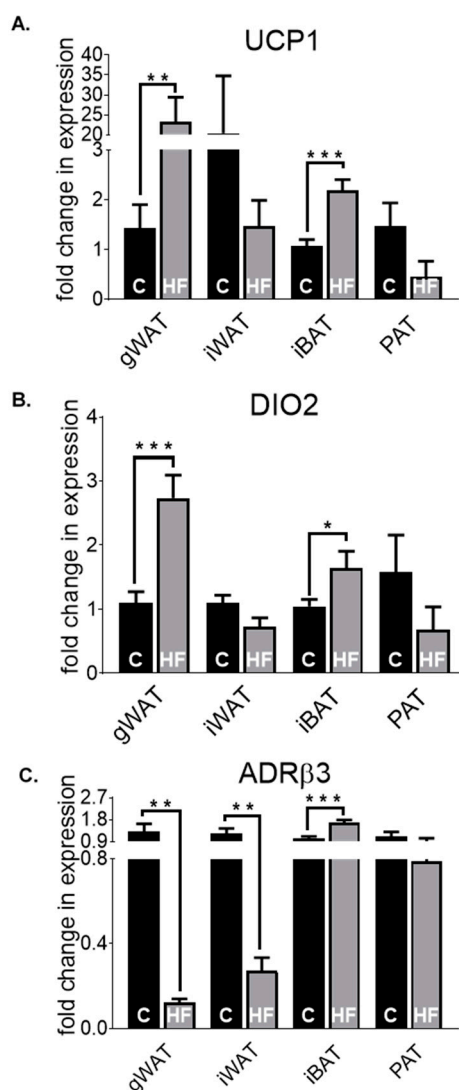 A.
UCP1
fold change in expression
40
35
30
25
20
3
2
1
0
**
***
C HF C HF C HF C HF
gWAT iWAT iBAT PAT
B.
DIO2
fold change in expression
4
3
2
1
0
***
*
C HF C HF C HF C HF
gWAT iWAT iBAT PAT
C.
ADRβ3
fold change in expression
2.7
1.8
0.9
0.8
0.4
0.0
** ** ***
C HF C HF C HF C HF
gWAT iWAT iBAT PAT